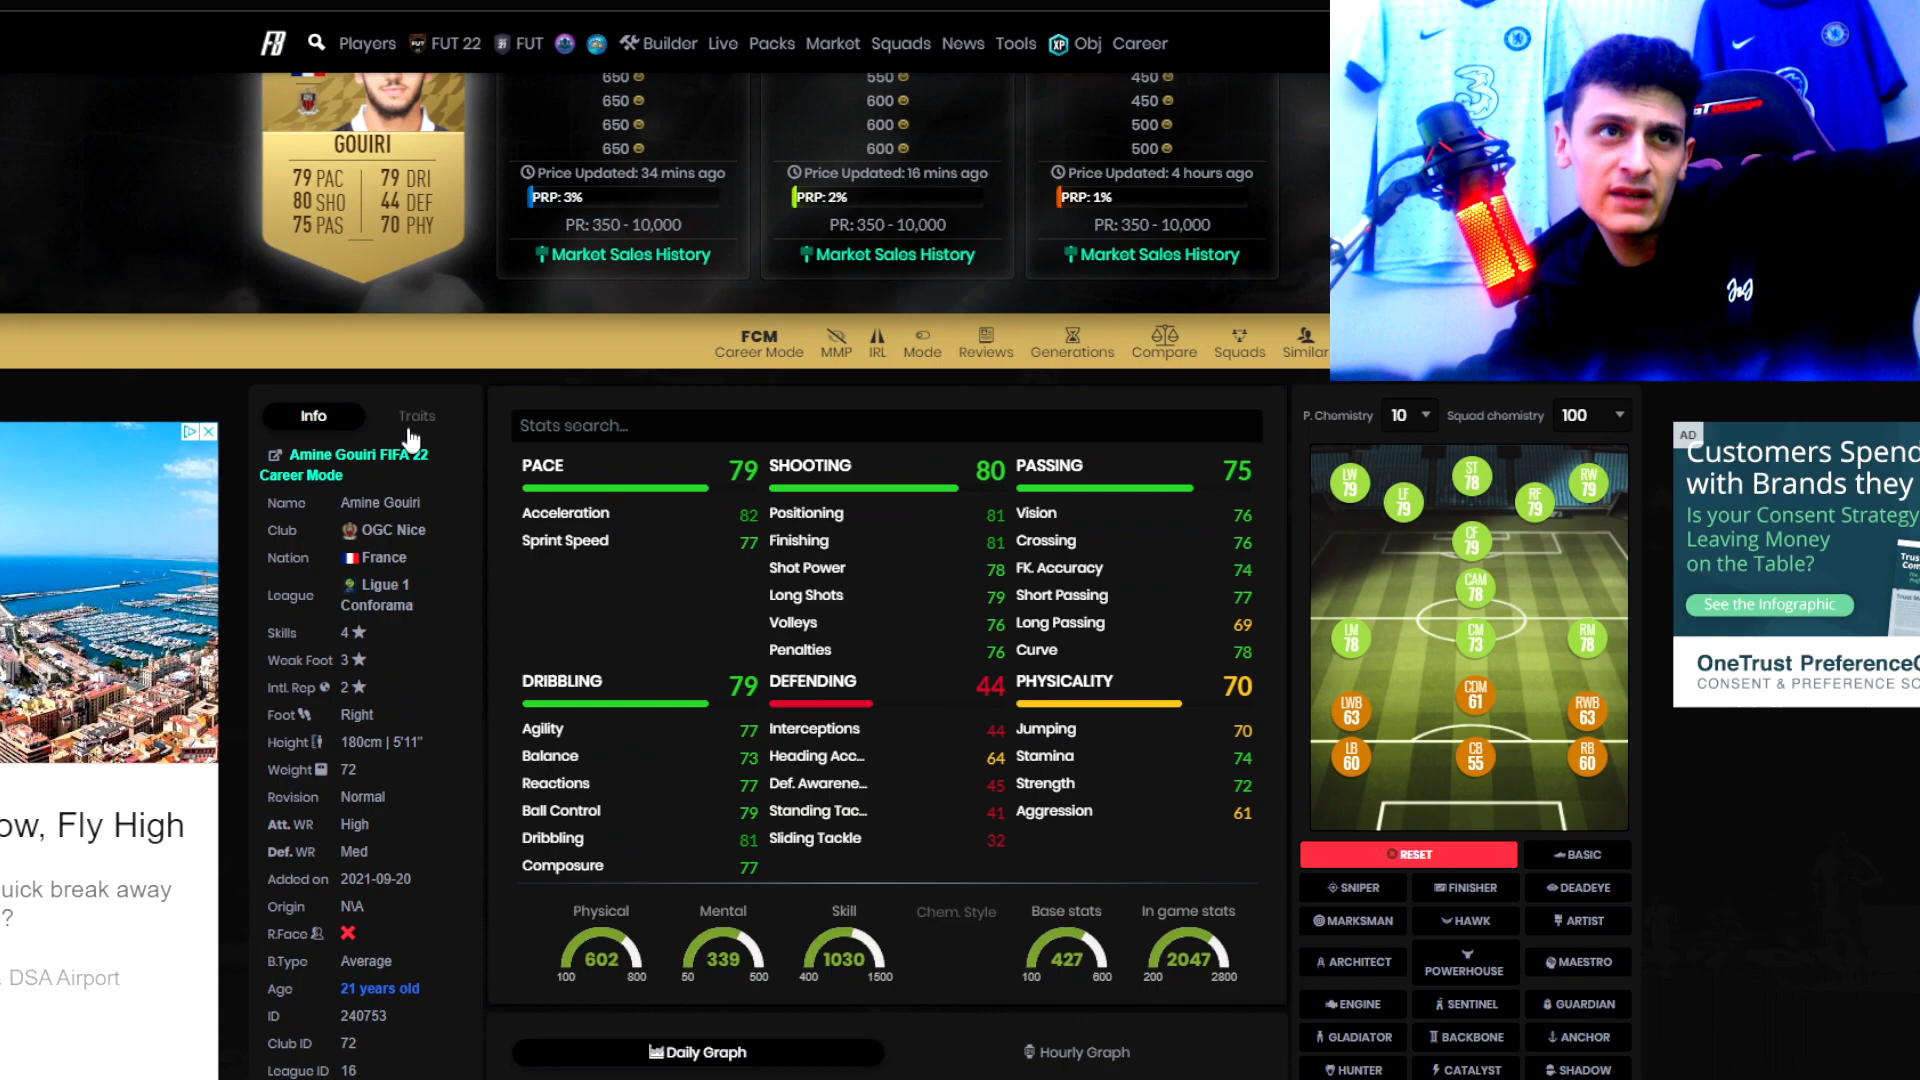 Players FUT 22 FUT Builder Live Packs Market Squads News Tools XP Obj Career
GOUIRI
79 PAC 79 DRI
80 SHO 44 DEF
75 PAS 70 PHY
650
650
650
650
Price Updated: 34 mins ago
PRP: 3%
PR: 350 - 10,000
Market Sales History
550
600
600
600
Price Updated: 16 mins ago
PRP: 2%
PR: 350 - 10,000
Market Sales History
450
450
500
500
Price Updated: 4 hours ago
PRP: 1%
PR: 350 - 10,000
Market Sales History
3
FCM
Career Mode MMP IRL Mode Reviews Generations Compare Squads Similar
Info Traits
Amine Gouiri FIFA 22
Career Mode
Name Amine Gouiri
Club OGC Nice
Nation France
League Ligue 1
Conforama
Skills 4
Weak Foot 3
Intl. Rep 2
Foot Right
Height 180cm | 5'11"
Weight 72
Revision Normal
Att. WR High
Def. WR Med
Added on 2021-09-20
Origin N\A
R.Face
B.Type Average
Age 21 years old
ID 240753
Club ID 72
League ID 16
Stats search...
PACE 79
Acceleration 82
Sprint Speed 77
SHOOTING 80
Positioning 81
Finishing 81
Shot Power 78
Long Shots 79
Volleys 76
Penalties 76
PASSING 75
Vision 76
Crossing 76
FK. Accuracy 74
Short Passing 77
Long Passing 69
Curve 78
DRIBBLING 79
Agility 77
Balance 73
Reactions 77
Ball Control 79
Dribbling 81
Composure 77
DEFENDING 44
Interceptions 44
Heading Acc... 64
Def. Awarene... 45
Standing Tac... 41
Sliding Tackle 32
PHYSICALITY 70
Jumping 70
Stamina 74
Strength 72
Aggression 61
Physical Mental Skill Chem. Style Base stats In game stats
602 339 1030 427 2047
100 800 50 500 400 1500 100 600 200 2800
Daily Graph Hourly Graph
P. Chemistry 10 Squad chemistry 100
LW 79
ST 78
RW 79
LF 79
RF 79
CF 79
CAM 78
LM 78
CM 73
RM 78
CDM 61
LWB 63
RWB 63
LB 60
CB 55
RB 60
RESET BASIC
SNIPER FINISHER DEADEYE
MARKSMAN HAWK ARTIST
ARCHITECT POWERHOUSE MAESTRO
ENGINE SENTINEL GUARDIAN
GLADIATOR BACKBONE ANCHOR
HUNTER CATALYST SHADOW
ow, Fly High
uick break away
?
DSA Airport
AD
Customers Spend
with Brands they
Is your Consent Strategy
Leaving Money
on the Table?
See the Infographic
OneTrust PreferenceC
CONSENT & PREFERENCE SO